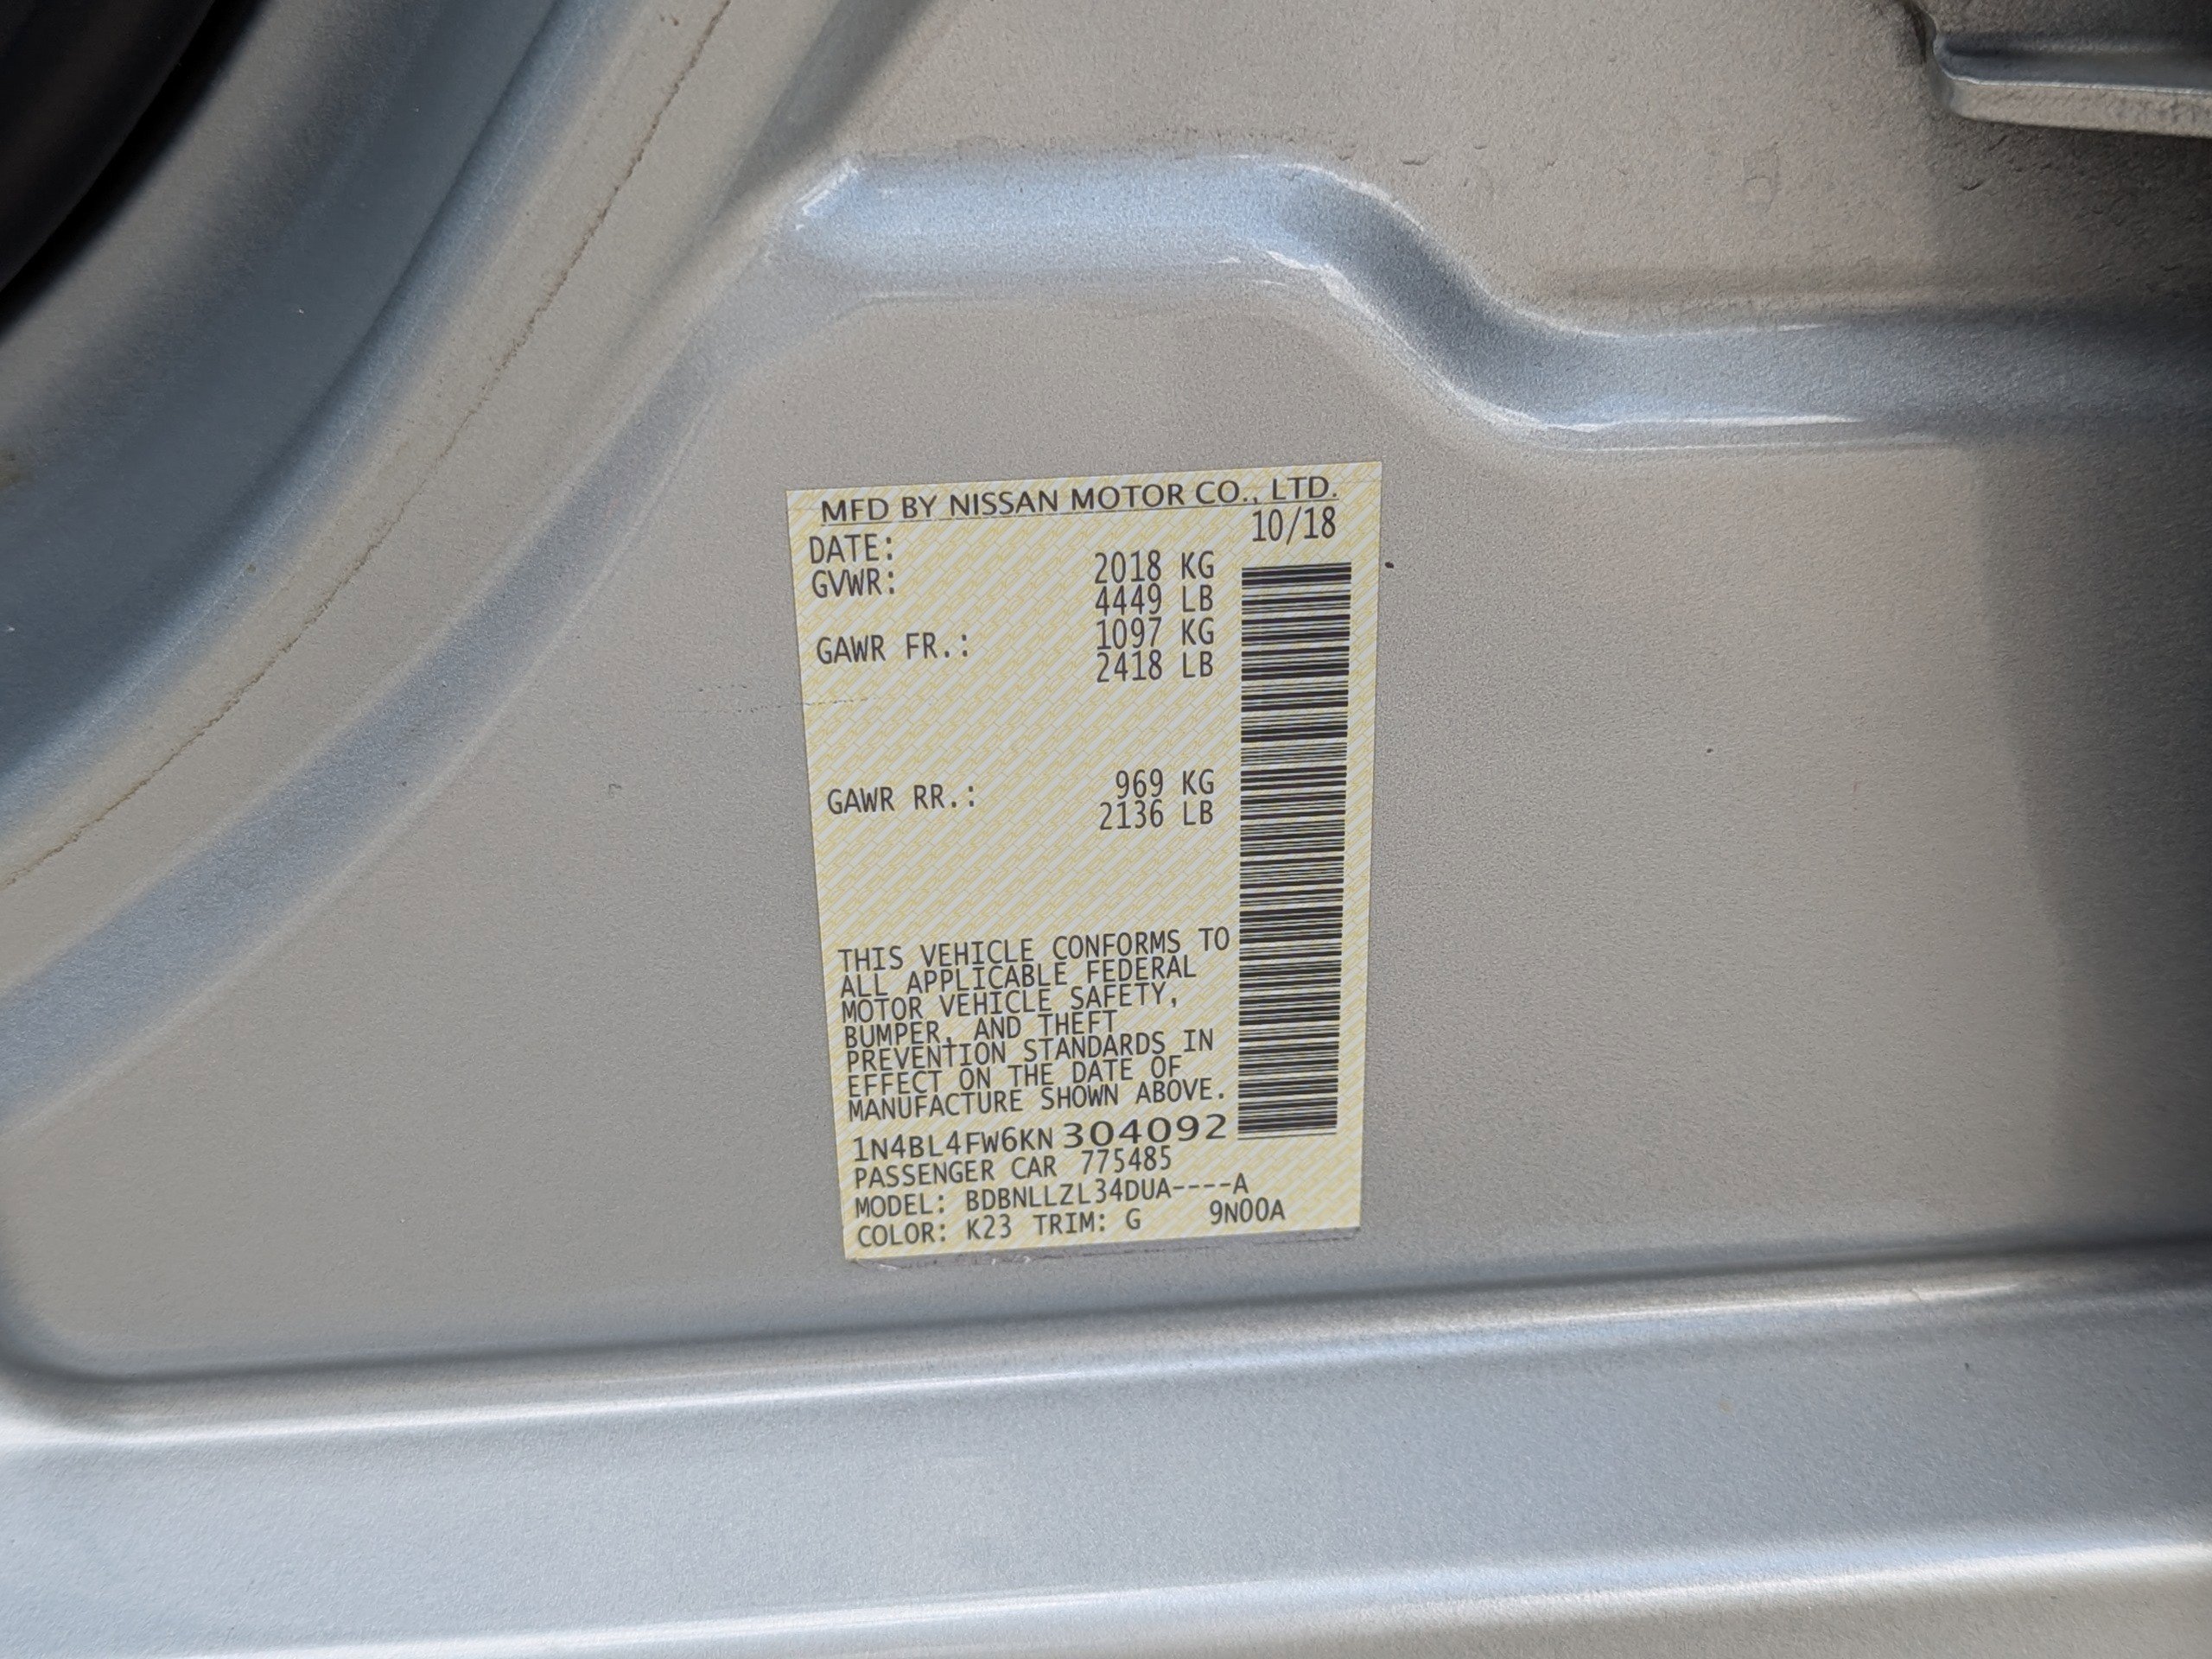 MFD BY NISSAN MOTOR CO., LTD.
DATE: 10/18
GVWR: 2018 KG
4449 LB
GAWR FR.: 1097 KG
2418 LB
GAWR RR.: 969 KG
2136 LB
THIS VEHICLE CONFORMS TO
ALL APPLICABLE FEDERAL
MOTOR VEHICLE SAFETY,
BUMPER, AND THEFT
PREVENTION STANDARDS IN
EFFECT ON THE DATE OF
MANUFACTURE SHOWN ABOVE.
1N4BL4FW6KN304092
PASSENGER CAR 775485
MODEL: BDBNLLZL34DUA----A
COLOR: K23 TRIM: G 9N00A